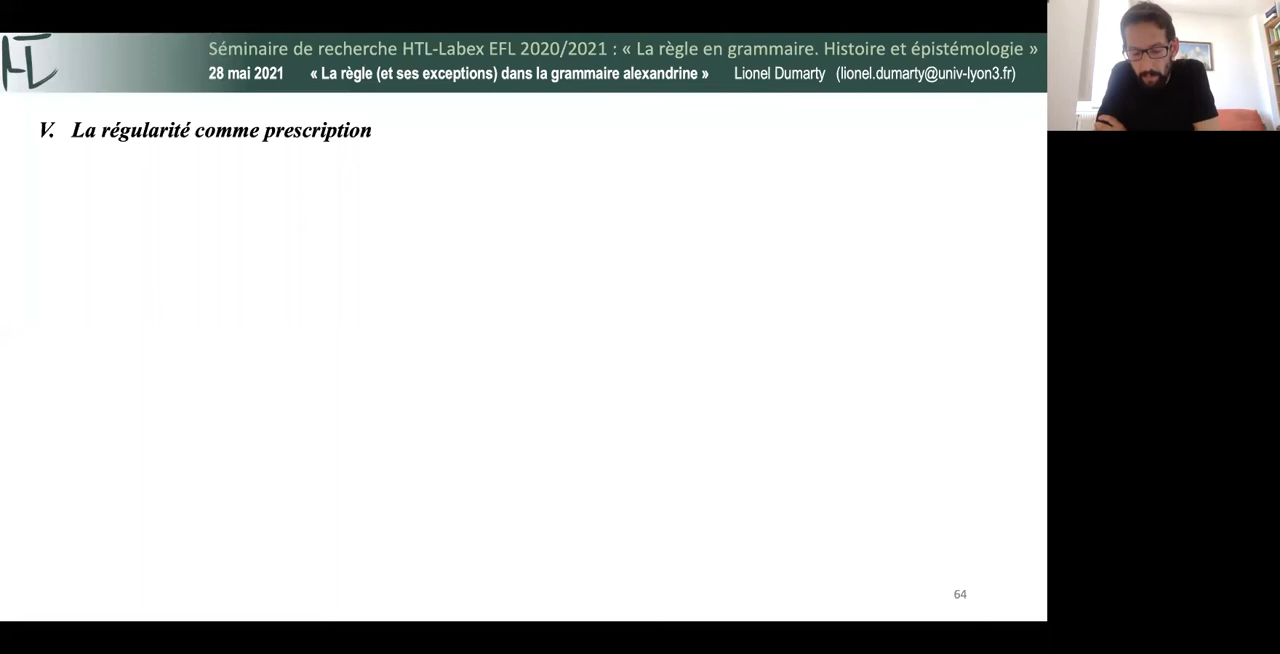 HTL
Séminaire de recherche HTL-Labex EFL 2020/2021 : « La règle en grammaire. Histoire et épistémologie »
28 mai 2021 « La règle (et ses exceptions) dans la grammaire alexandrine » Lionel Dumarty (lionel.dumarty@univ-lyon3.fr)
V. La régularité comme prescription
64